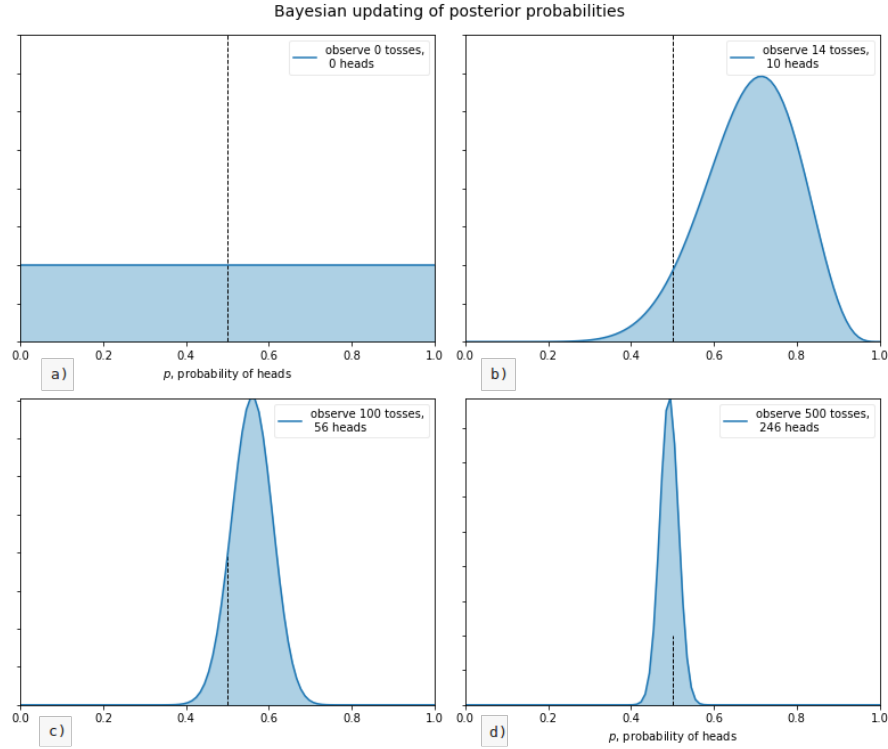 Bayesian updating of posterior probabilities
observe 0 tosses,
0 heads
0.0 0.2 0.4 0.6 0.8 1.0
a)
p, probability of heads
observe 14 tosses,
10 heads
0.0 0.2 0.4 0.6 0.8 1.0
b)
observe 100 tosses,
56 heads
0.0 0.2 0.4 0.6 0.8 1.0
c)
observe 500 tosses,
246 heads
0.0 0.2 0.4 0.6 0.8 1.0
d)
p, probability of heads